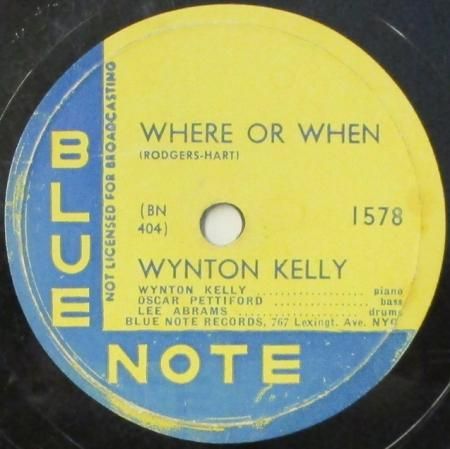 BLUE
NOTE
NOT LICENSED FOR BROADCASTING
WHERE OR WHEN
(RODGERS-HART)
(BN
404)
1578
WYNTON KELLY
WYNTON KELLY ................ piano
OSCAR PETTIFORD ............. bass
LEE ABRAMS .................. drums
BLUE NOTE RECORDS, 767 Lexingt. Ave. NYC